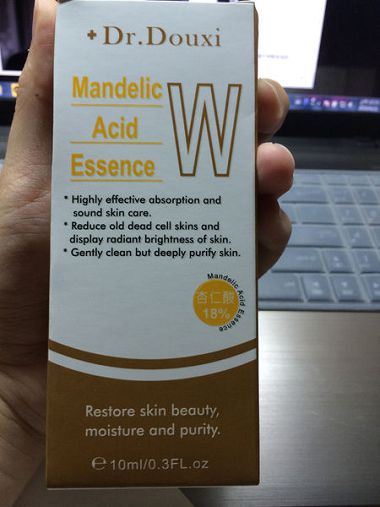 Dr.Douxi
Mandelic
Acid
Essence
W
* Highly effective absorption and
sound skin care.
* Reduce old dead cell skins and
display radiant brightness of skin.
* Gently clean but deeply purify skin.
Mandelic Acid Essence
杏仁酸
18%
Restore skin beauty,
moisture and purity.
℮ 10ml/0.3FL.oz